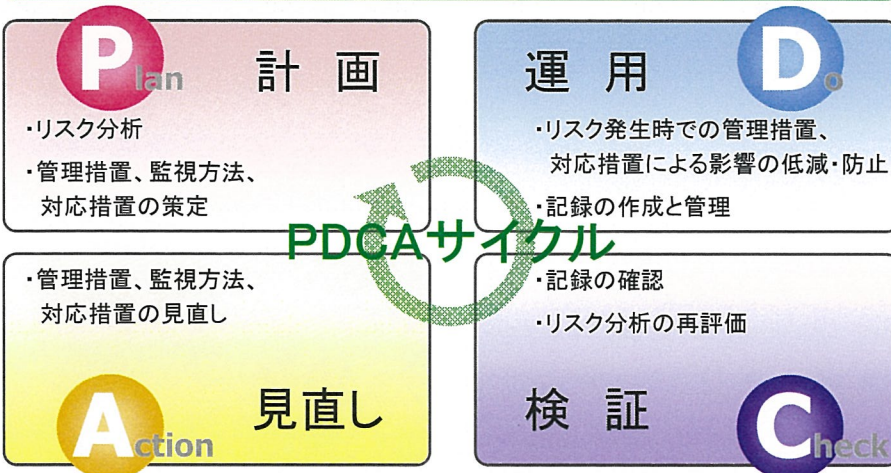 Plan
計画
・リスク分析
・管理措置、監視方法、
対応措置の策定
運用
Do
・リスク発生時での管理措置、
対応措置による影響の低減・防止
・記録の作成と管理
PDCAサイクル
・管理措置、監視方法、
対応措置の見直し
Action
見直し
・記録の確認
・リスク分析の再評価
検証
Check